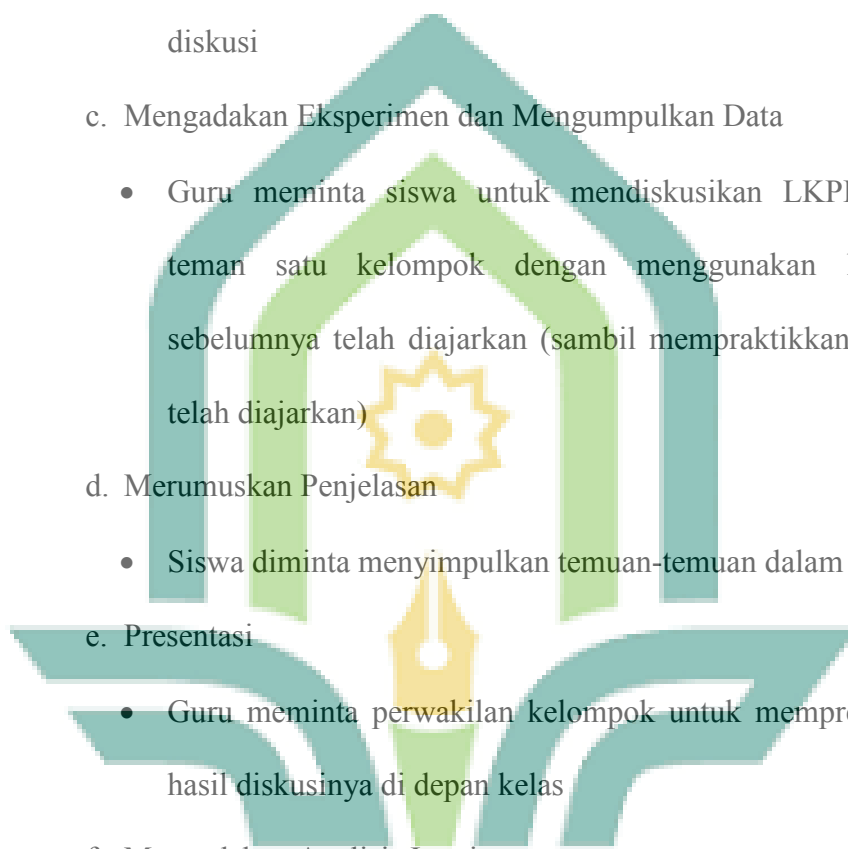 diskusi
c. Mengadakan Eksperimen dan Mengumpulkan Data
• Guru meminta siswa untuk mendiskusikan
teman satu kelompok dengan menggunakan
sebelumnya telah diajarkan (sambil mempraktikkan
telah diajarkan)
d. Merumuskan Penjelasan
• Siswa diminta menyimpulkan temuan-temuan dalam
e. Presentasi
• Guru meminta perwakilan kelompok untuk
hasil diskusinya di depan kelas